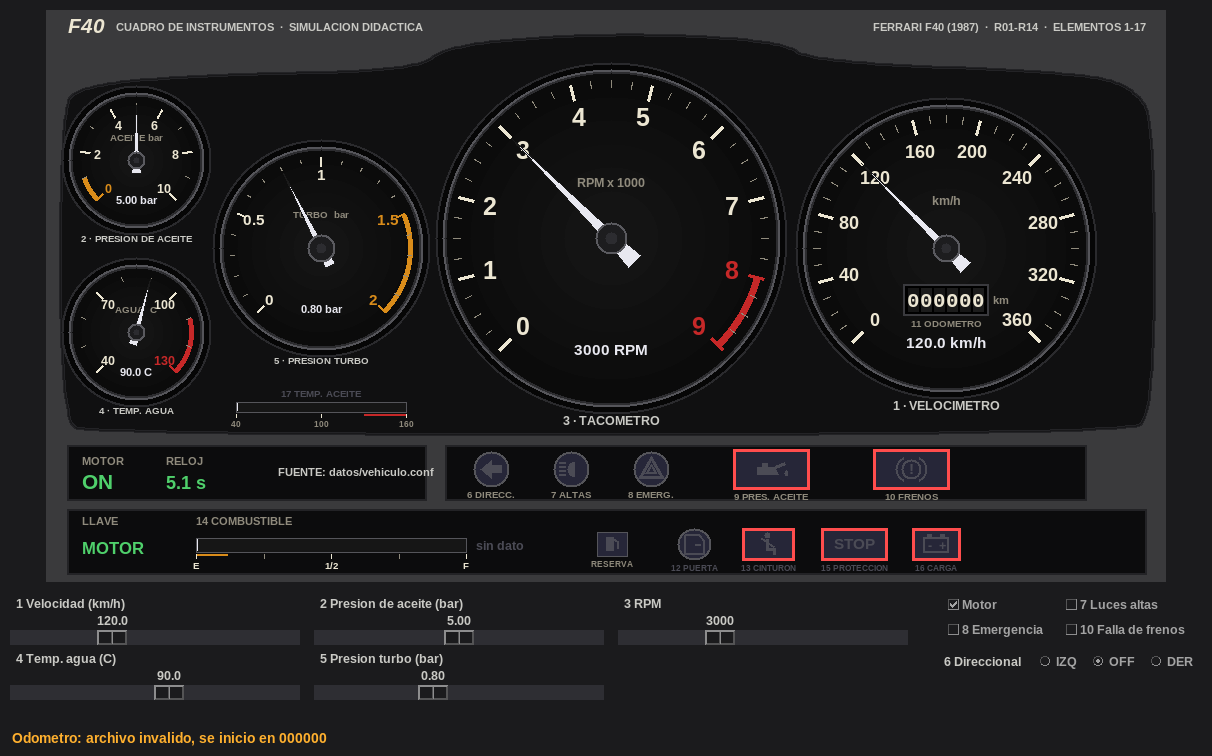 F40 CUADRO DE INSTRUMENTOS · SIMULACION DIDACTICA
FERRARI F40 (1987) · R01-R14 · ELEMENTOS 1-17
0 2 4 6 8 10
ACEITE bar
5.00 bar
2 · PRESION DE ACEITE
40 70 100 130
AGUA C
90.0 C
4 · TEMP. AGUA
0 0.5 1 1.5 2
TURBO bar
0.80 bar
5 · PRESION TURBO
17 TEMP. ACEITE
40 100 160
0 1 2 3 4 5 6 7 8 9
RPM x 1000
3000 RPM
3 · TACOMETRO
0 40 80 120 160 200 240 280 320 360
km/h
000000 km
11 ODOMETRO
120.0 km/h
1 · VELOCIMETRO
MOTOR RELOJ
ON 5.1 s
FUENTE: datos/vehiculo.conf
6 DIRECC. 7 ALTAS 8 EMERG. 9 PRES. ACEITE 10 FRENOS
LLAVE 14 COMBUSTIBLE
MOTOR
sin dato
E 1/2 F
RESERVA
12 PUERTA
13 CINTURON
STOP
15 PROTECCION
16 CARGA
1 Velocidad (km/h)
120.0
2 Presion de aceite (bar)
5.00
3 RPM
3000
4 Temp. agua (C)
90.0
5 Presion turbo (bar)
0.80
Motor 7 Luces altas
8 Emergencia 10 Falla de frenos
6 Direccional IZQ OFF DER
Odometro: archivo invalido, se inicio en 000000